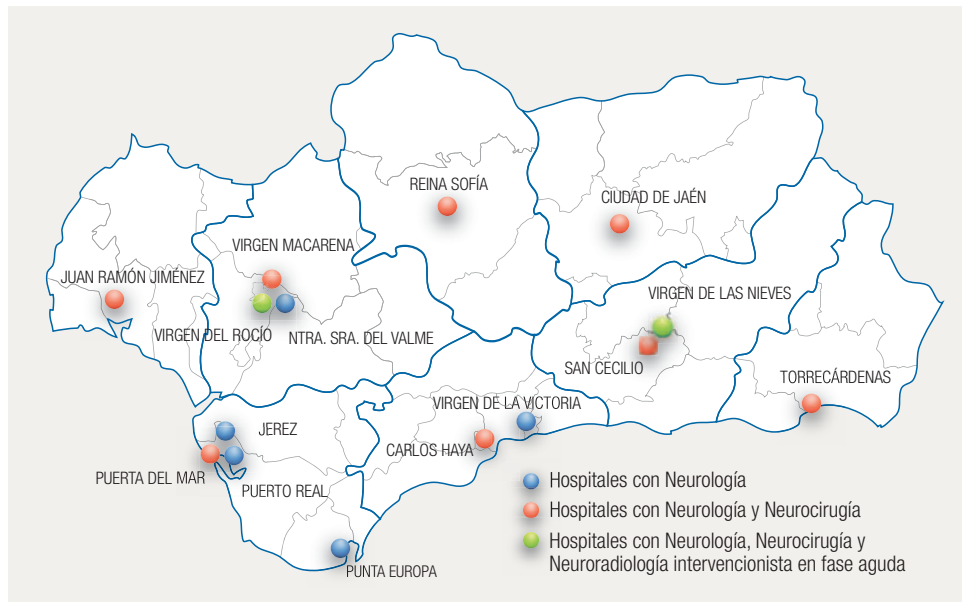 REINA SOFÍA
CIUDAD DE JAÉN
VIRGEN MACARENA
JUAN RAMÓN JIMÉNEZ
VIRGEN DE LAS NIEVES
VIRGEN DEL ROCÍO
NTRA. SRA. DEL VALME
SAN CECILIO
TORRECÁRDENAS
VIRGEN DE LA VICTORIA
JEREZ
CARLOS HAYA
PUERTA DEL MAR
PUERTO REAL
PUNTA EUROPA
Hospitales con Neurología
Hospitales con Neurología y Neurocirugía
Hospitales con Neurología, Neurocirugía y
Neuroradiología intervencionista en fase aguda